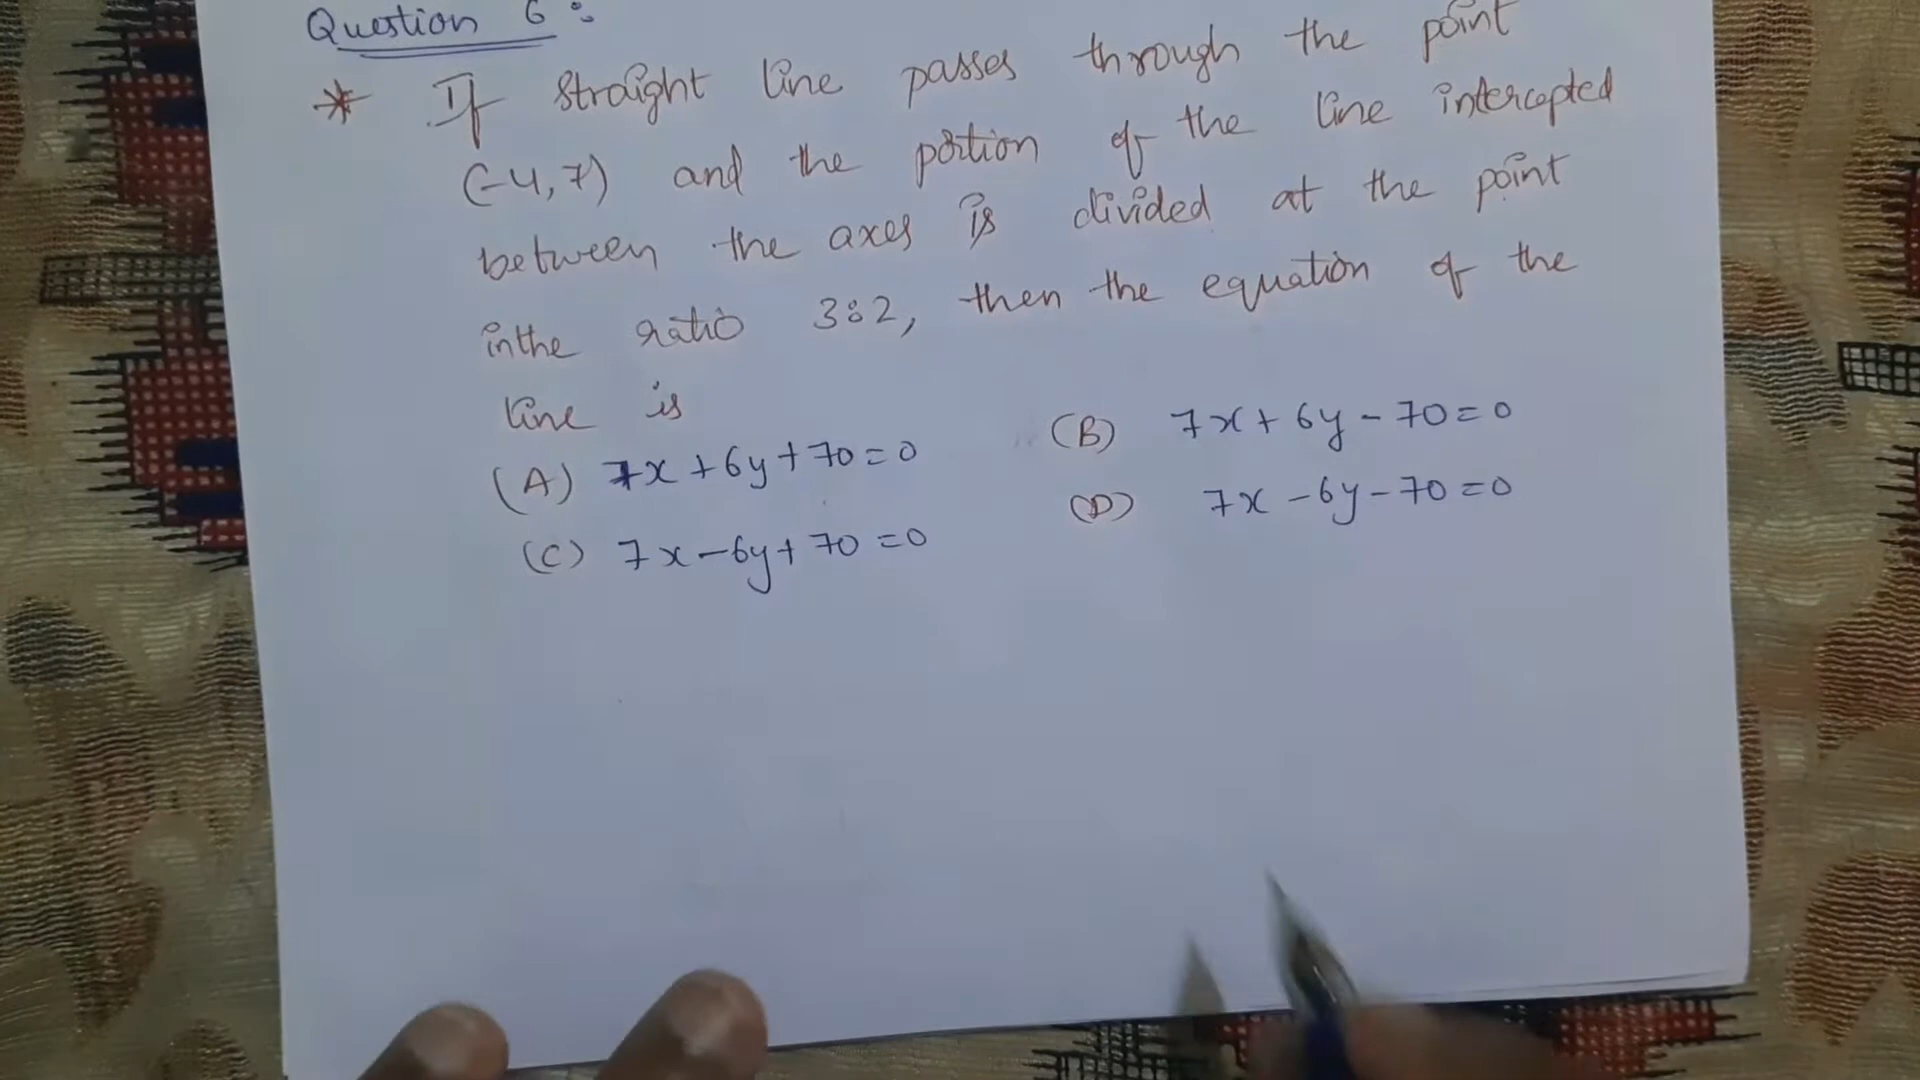 Question 6:
* If straight line passes through the point
(-4,7) and the portion of the line intercepted
between the axes is divided at the point
inthe ratio 3:2, then the equation of the
line is
(A) 7x + 6y + 70 = 0 (B) 7x + 6y - 70 = 0
(C) 7x - 6y + 70 = 0 (D) 7x - 6y - 70 = 0